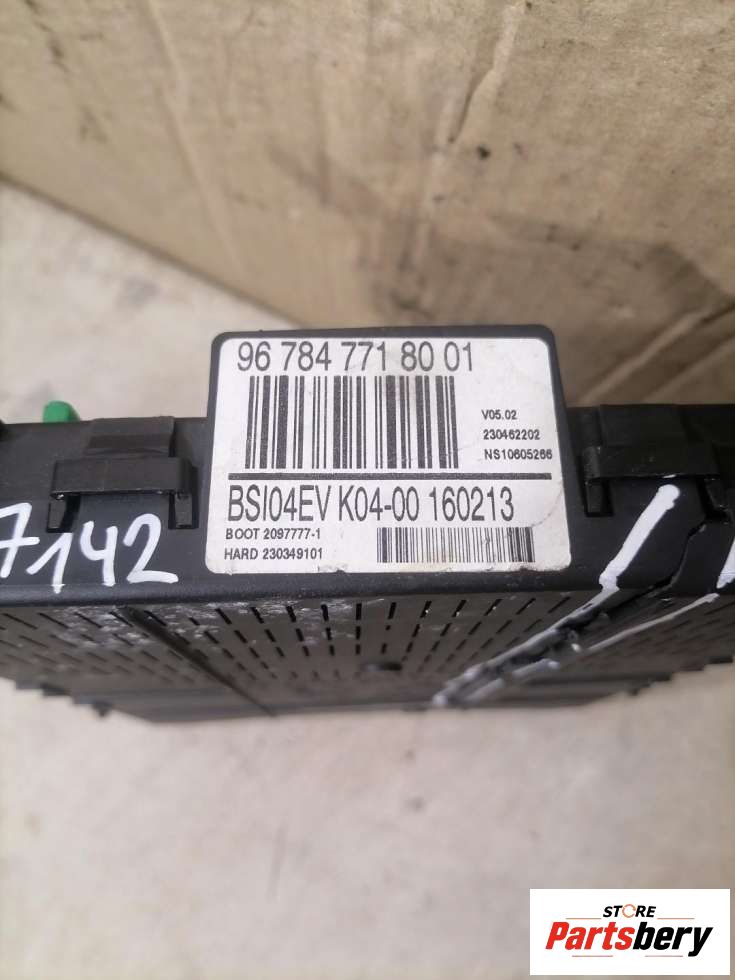 96 784 771 80 01
V05.02
230462202
NS10605266
BSI04EV K04-00 160213
BOOT 2097777-1
HARD 230349101
7142
STORE
Partsbery